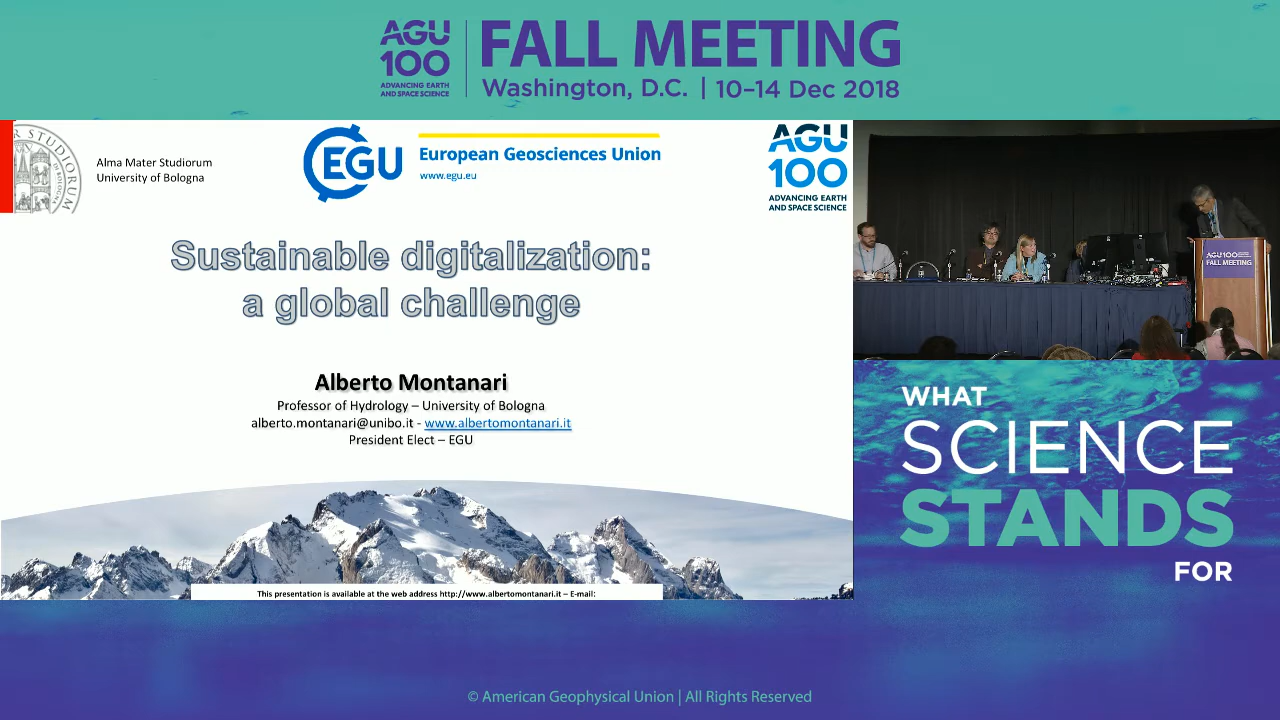 AGU
100
ADVANCING EARTH
AND SPACE SCIENCE
FALL MEETING
Washington, D.C. | 10–14 Dec 2018
STUDIORUM
Alma Mater Studiorum
University of Bologna
EGU
European Geosciences Union
www.egu.eu
AGU
100
ADVANCING EARTH
AND SPACE SCIENCE
Sustainable digitalization:
a global challenge
Alberto Montanari
Professor of Hydrology – University of Bologna
alberto.montanari@unibo.it - www.albertomontanari.it
President Elect – EGU
This presentation is available at the web address http://www.albertomontanari.it – E-mail:
AGU100
FALL MEETING
WHAT
SCIENCE
STANDS
FOR
© American Geophysical Union | All Rights Reserved